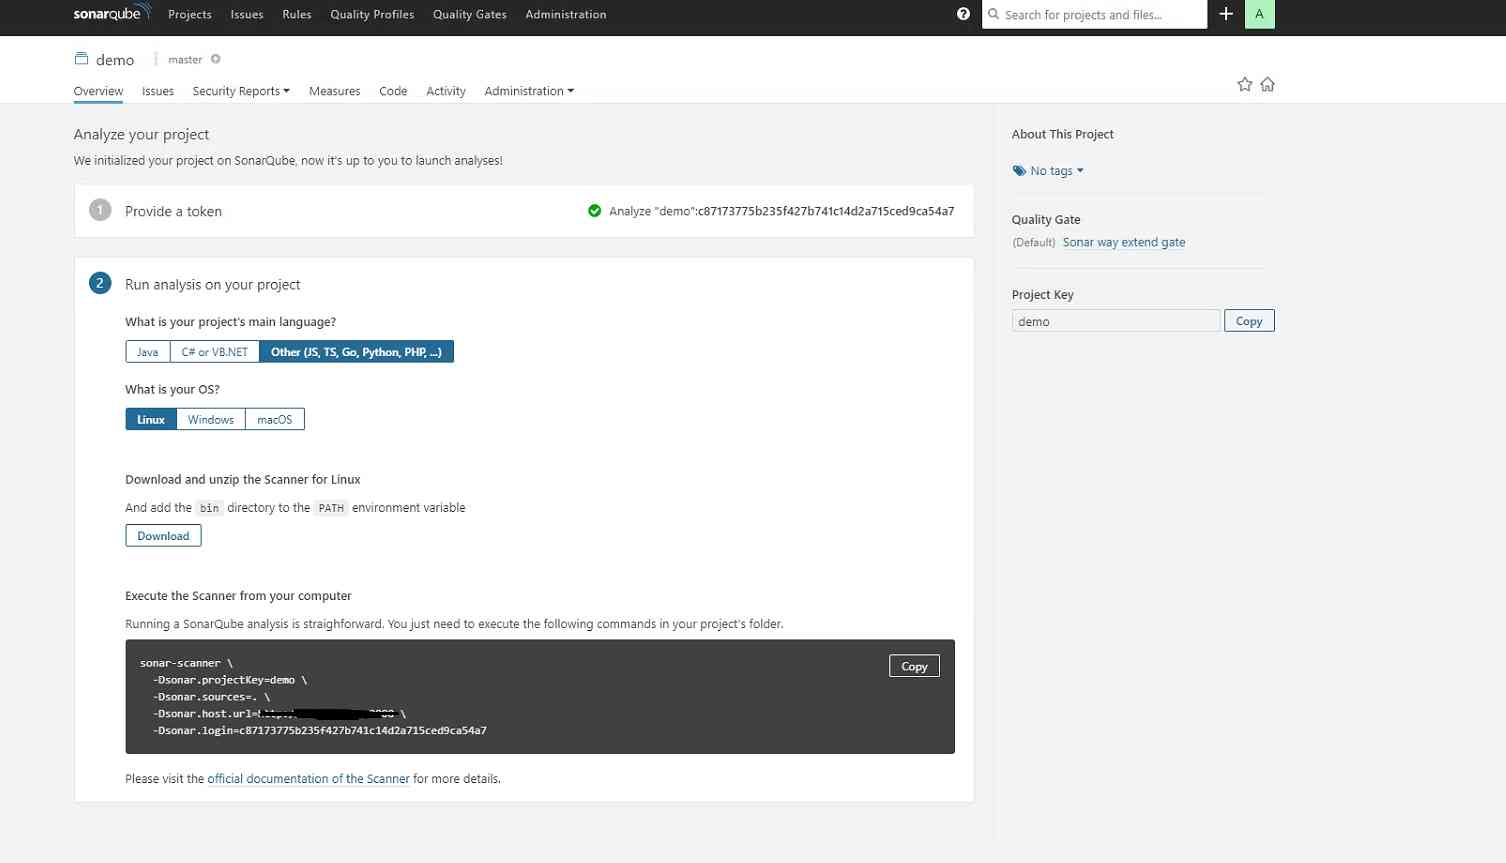 sonarqube Projects Issues Rules Quality Profiles Quality Gates Administration ? Search for projects and files... + A
demo master
Overview Issues Security Reports Measures Code Activity Administration
Analyze your project
We initialized your project on SonarQube, now it's up to you to launch analyses!
1 Provide a token Analyze "demo":c87173775b235f427b741c14d2a715ced9ca54a7
2 Run analysis on your project
What is your project's main language?
Java C# or VB.NET Other (JS, TS, Go, Python, PHP, ...)
What is your OS?
Linux Windows macOS
Download and unzip the Scanner for Linux
And add the bin directory to the PATH environment variable
Download
Execute the Scanner from your computer
Running a SonarQube analysis is straighforward. You just need to execute the following commands in your project's folder.
Copy
sonar-scanner \
-Dsonar.projectKey=demo \
-Dsonar.sources=. \
-Dsonar.host.url= \
-Dsonar.login=c87173775b235f427b741c14d2a715ced9ca54a7
Please visit the official documentation of the Scanner for more details.
About This Project
No tags
Quality Gate
(Default) Sonar way extend gate
Project Key
demo Copy